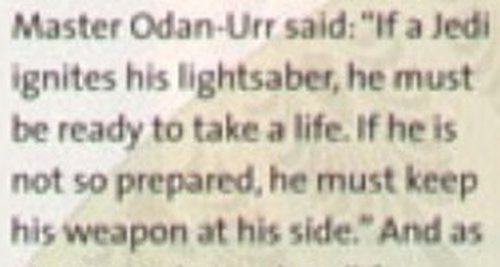 Master Odan-Urr said: "If a Jedi
ignites his lightsaber, he must
be ready to take a life. If he is
not so prepared, he must keep
his weapon at his side." And as